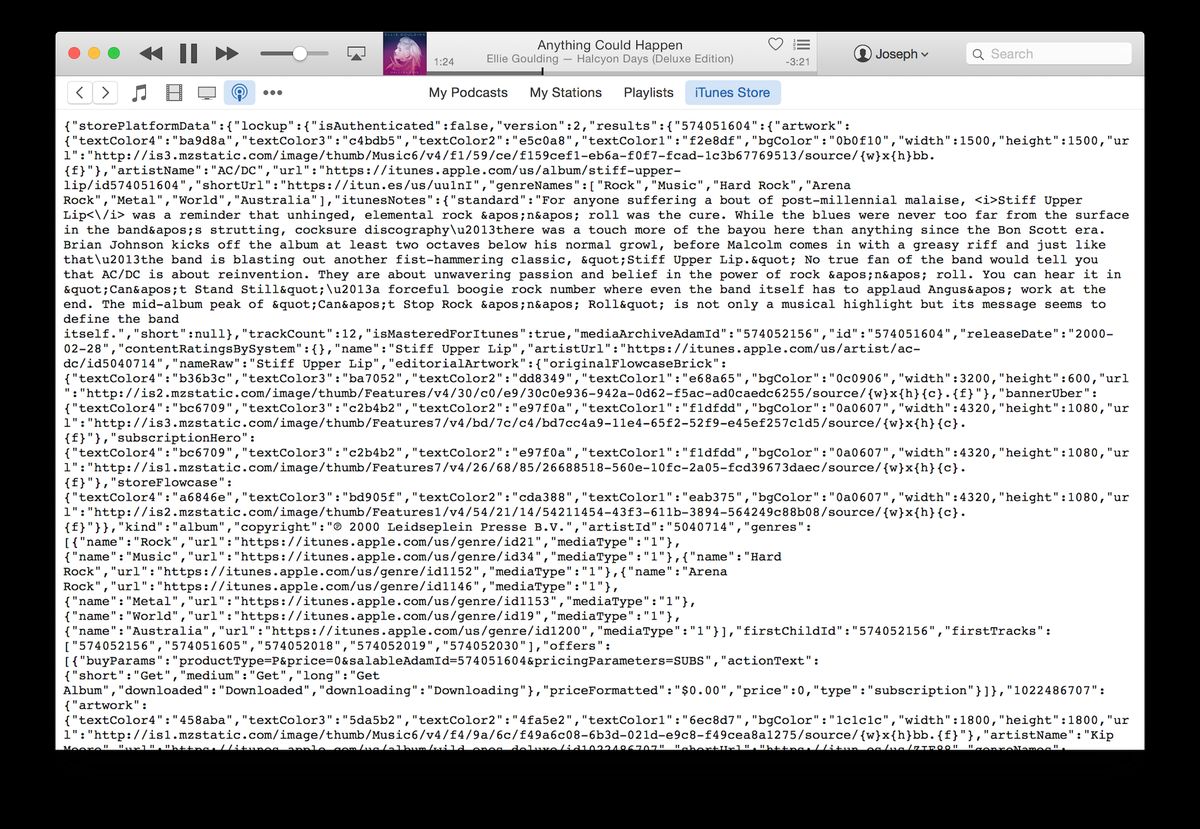 Anything Could Happen
Ellie Goulding — Halcyon Days (Deluxe Edition)
1:24
-3:21
Joseph
Search
My Podcasts
My Stations
Playlists
iTunes Store
{"storePlatformData":{"lockup":{"isAuthenticated":false,"version":2,"results":{"574051604":{"artwork":
{"textColor4":"ba9d8a","textColor3":"c4bdb5","textColor2":"e5c0a8","textColor1":"f2e8df","bgColor":"0b0f10","width":1500,"height":1500,"ur
l":"http://is3.mzstatic.com/image/thumb/Music6/v4/f1/59/ce/f159cef1-eb6a-f0f7-fcad-1c3b67769513/source/{w}x{h}bb.
{f}"},"artistName":"AC/DC","url":"https://itunes.apple.com/us/album/stiff-upper-
lip/id574051604","shortUrl":"https://itun.es/us/uulnI","genreNames":["Rock","Music","Hard Rock","Arena
Rock","Metal","World","Australia"],"itunesNotes":{"standard":"For anyone suffering a bout of post-millennial malaise, <i>Stiff Upper
Lip<\/i> was a reminder that unhinged, elemental rock &apos;n&apos; roll was the cure. While the blues were never too far from the surface
in the band&apos;s strutting, cocksure discography\u2013there was a touch more of the bayou here than anything since the Bon Scott era.
Brian Johnson kicks off the album at least two octaves below his normal growl, before Malcolm comes in with a greasy riff and just like
that\u2013the band is blasting out another fist-hammering classic, &quot;Stiff Upper Lip.&quot; No true fan of the band would tell you
that AC/DC is about reinvention. They are about unwavering passion and belief in the power of rock &apos;n&apos; roll. You can hear it in
&quot;Can&apos;t Stand Still&quot;\u2013a forceful boogie rock number where even the band itself has to applaud Angus&apos; work at the
end. The mid-album peak of &quot;Can&apos;t Stop Rock &apos;n&apos; Roll&quot; is not only a musical highlight but its message seems to
define the band
itself.","short":null},"trackCount":12,"isMasteredForItunes":true,"mediaArchiveAdamId":"574052156","id":"574051604","releaseDate":"2000-
02-28","contentRatingsBySystem":{},"name":"Stiff Upper Lip","artistUrl":"https://itunes.apple.com/us/artist/ac-
dc/id5040714","nameRaw":"Stiff Upper Lip","editorialArtwork":{"originalFlowcaseBrick":
{"textColor4":"b36b3c","textColor3":"ba7052","textColor2":"dd8349","textColor1":"e68a65","bgColor":"0c0906","width":3200,"height":600,"url
":"http://is2.mzstatic.com/image/thumb/Features/v4/30/c0/e9/30c0e936-942a-0d62-f5ac-ad0caedc6255/source/{w}x{h}{c}.{f}"},"bannerUber":
{"textColor4":"bc6709","textColor3":"c2b4b2","textColor2":"e97f0a","textColor1":"f1dfdd","bgColor":"0a0607","width":4320,"height":1080,"ur
l":"http://is3.mzstatic.com/image/thumb/Features7/v4/bd/7c/c4/bd7cc4a9-11e4-65f2-52f9-e45ef257c1d5/source/{w}x{h}{c}.
{f}"},"subscriptionHero":
{"textColor4":"bc6709","textColor3":"c2b4b2","textColor2":"e97f0a","textColor1":"f1dfdd","bgColor":"0a0607","width":4320,"height":1080,"ur
l":"http://is1.mzstatic.com/image/thumb/Features7/v4/26/68/85/26688518-560e-10fc-2a05-fcd39673daec/source/{w}x{h}{c}.
{f}"},"storeFlowcase":
{"textColor4":"a6846e","textColor3":"bd905f","textColor2":"cda388","textColor1":"eab375","bgColor":"0a0607","width":4320,"height":1080,"ur
l":"http://is2.mzstatic.com/image/thumb/Features1/v4/54/21/14/54211454-43f3-611b-3894-564249c88b08/source/{w}x{h}{c}.
{f}"}},"kind":"album","copyright":"℗ 2000 Leidseplein Presse B.V.","artistId":"5040714","genres":
[{"name":"Rock","url":"https://itunes.apple.com/us/genre/id21","mediaType":"1"},
{"name":"Music","url":"https://itunes.apple.com/us/genre/id34","mediaType":"1"},{"name":"Hard
Rock","url":"https://itunes.apple.com/us/genre/id1152","mediaType":"1"},{"name":"Arena
Rock","url":"https://itunes.apple.com/us/genre/id1146","mediaType":"1"},
{"name":"Metal","url":"https://itunes.apple.com/us/genre/id1153","mediaType":"1"},
{"name":"World","url":"https://itunes.apple.com/us/genre/id19","mediaType":"1"},
{"name":"Australia","url":"https://itunes.apple.com/us/genre/id1200","mediaType":"1"}],"firstChildId":"574052156","firstTracks":
["574052156","574051605","574052018","574052019","574052030"],"offers":
[{"buyParams":"productType=P&price=0&salableAdamId=574051604&pricingParameters=SUBS","actionText":
{"short":"Get","medium":"Get","long":"Get
Album","downloaded":"Downloaded","downloading":"Downloading"},"priceFormatted":"$0.00","price":0,"type":"subscription"}]},"1022486707":
{"artwork":
{"textColor4":"458aba","textColor3":"5da5b2","textColor2":"4fa5e2","textColor1":"6ec8d7","bgColor":"1c1c1c","width":1800,"height":1800,"ur
l":"http://is1.mzstatic.com/image/thumb/Music6/v4/f4/9a/6c/f49a6c08-6b3d-021d-e9c8-f49cea8a1275/source/{w}x{h}bb.{f}"},"artistName":"Kip
Moore","url":"https://itunes.apple.com/us/album/wild-ones-deluxe/id1022486707","shortUrl":"https://itun.es/us/ZIF88","genreNames":